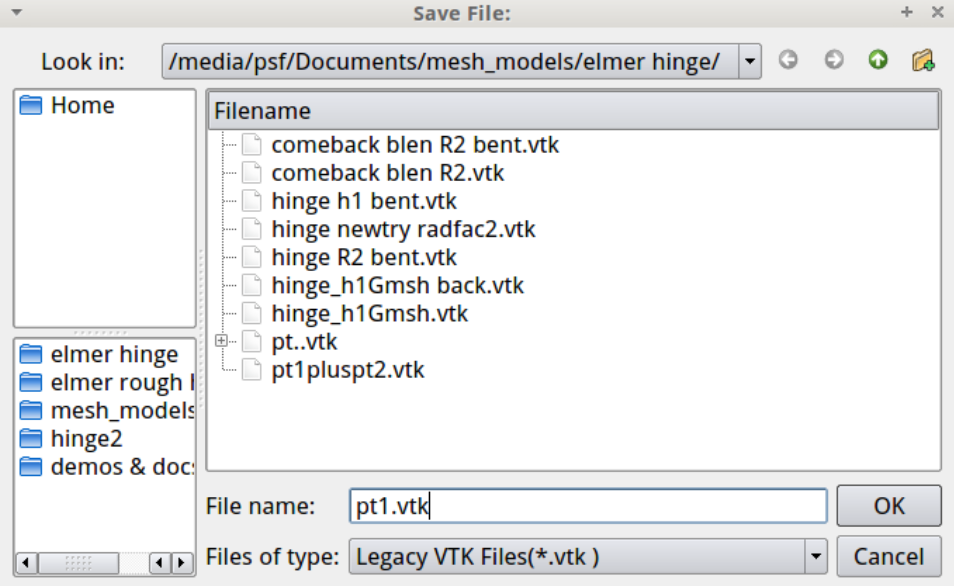 Save File:
Look in: /media/psf/Documents/mesh_models/elmer hinge/
Home
Filename
comeback blen R2 bent.vtk
comeback blen R2.vtk
hinge h1 bent.vtk
hinge newtry radfac2.vtk
hinge R2 bent.vtk
hinge_h1Gmsh back.vtk
hinge_h1Gmsh.vtk
pt..vtk
pt1pluspt2.vtk
elmer hinge
elmer rough
mesh_models
hinge2
demos & docs
File name: pt1.vtk OK
Files of type: Legacy VTK Files(*.vtk ) Cancel